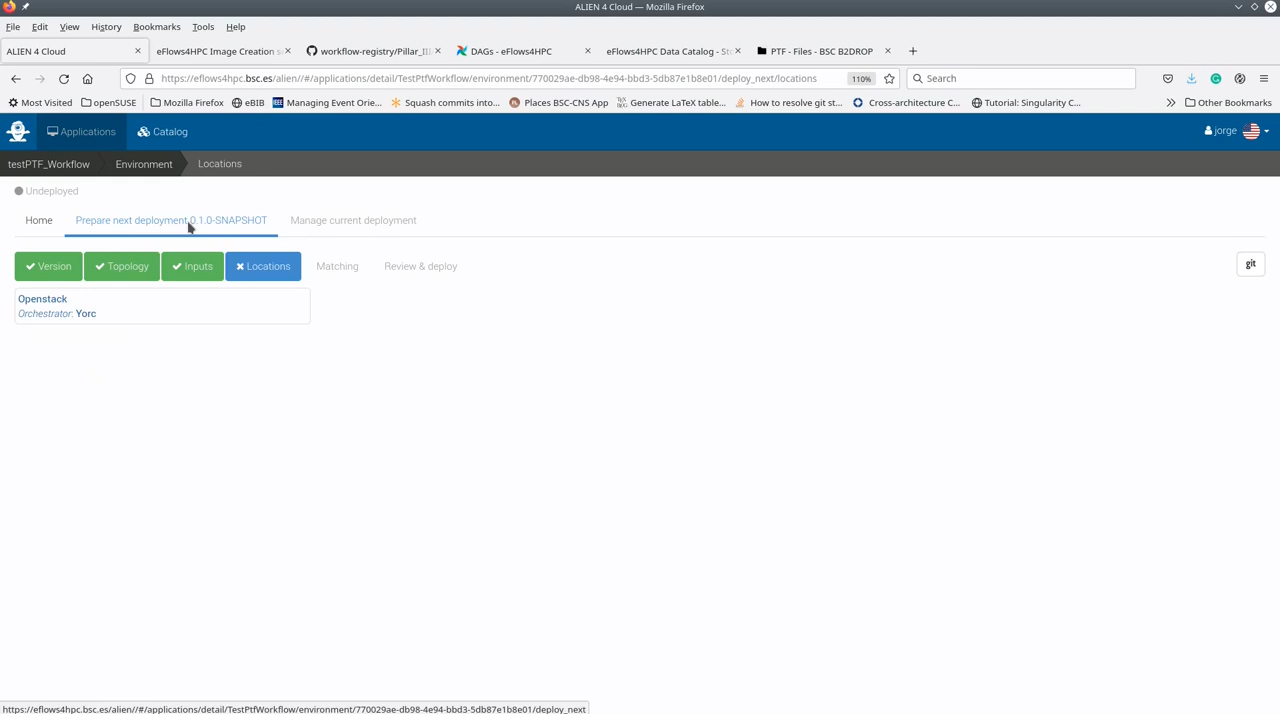 ALIEN 4 Cloud — Mozilla Firefox
File Edit View History Bookmarks Tools Help
ALIEN 4 Cloud eFlows4HPC Image Creation s workflow-registry/Pillar_II DAGs - eFlows4HPC eFlows4HPC Data Catalog - Sto PTF - Files - BSC B2DROP
https://eflows4hpc.bsc.es/alien//#/applications/detail/TestPtfWorkflow/environment/770029ae-db98-4e94-bbd3-5db87e1b8e01/deploy_next/locations 110% Search
Most Visited openSUSE Mozilla Firefox eBIB Managing Event Orie... Squash commits into... Places BSC-CNS App Generate LaTeX table... How to resolve git st... Cross-architecture C... Tutorial: Singularity C... Other Bookmarks
Applications Catalog jorge
testPTF_Workflow Environment Locations
Undeployed
Home Prepare next deployment 0.1.0-SNAPSHOT Manage current deployment
Version Topology Inputs Locations Matching Review & deploy git
Openstack
Orchestrator: Yorc
https://eflows4hpc.bsc.es/alien//#/applications/detail/TestPtfWorkflow/environment/770029ae-db98-4e94-bbd3-5db87e1b8e01/deploy_next